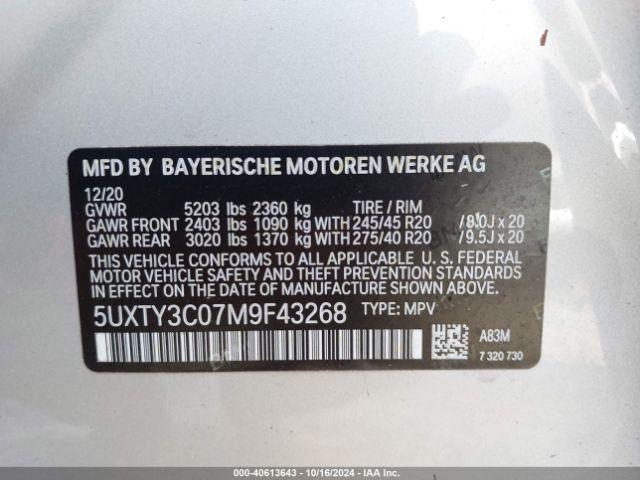 MFD BY BAYERISCHE MOTOREN WERKE AG
12/20
GVWR 5203 lbs 2360 kg TIRE / RIM
GAWR FRONT 2403 lbs 1090 kg WITH 245/45 R20 /8.0J x 20
GAWR REAR 3020 lbs 1370 kg WITH 275/40 R20 /9.5J x 20
THIS VEHICLE CONFORMS TO ALL APPLICABLE U. S. FEDERAL
MOTOR VEHICLE SAFETY AND THEFT PREVENTION
STANDARDS IN EFFECT ON THE DATE OF MANUFACTURE SHOWN ABOVE.
5UXTY3C07M9F43268 TYPE: MPV
A83M
7 320 730
000-40613643 - 10/16/2024 - IAA Inc.